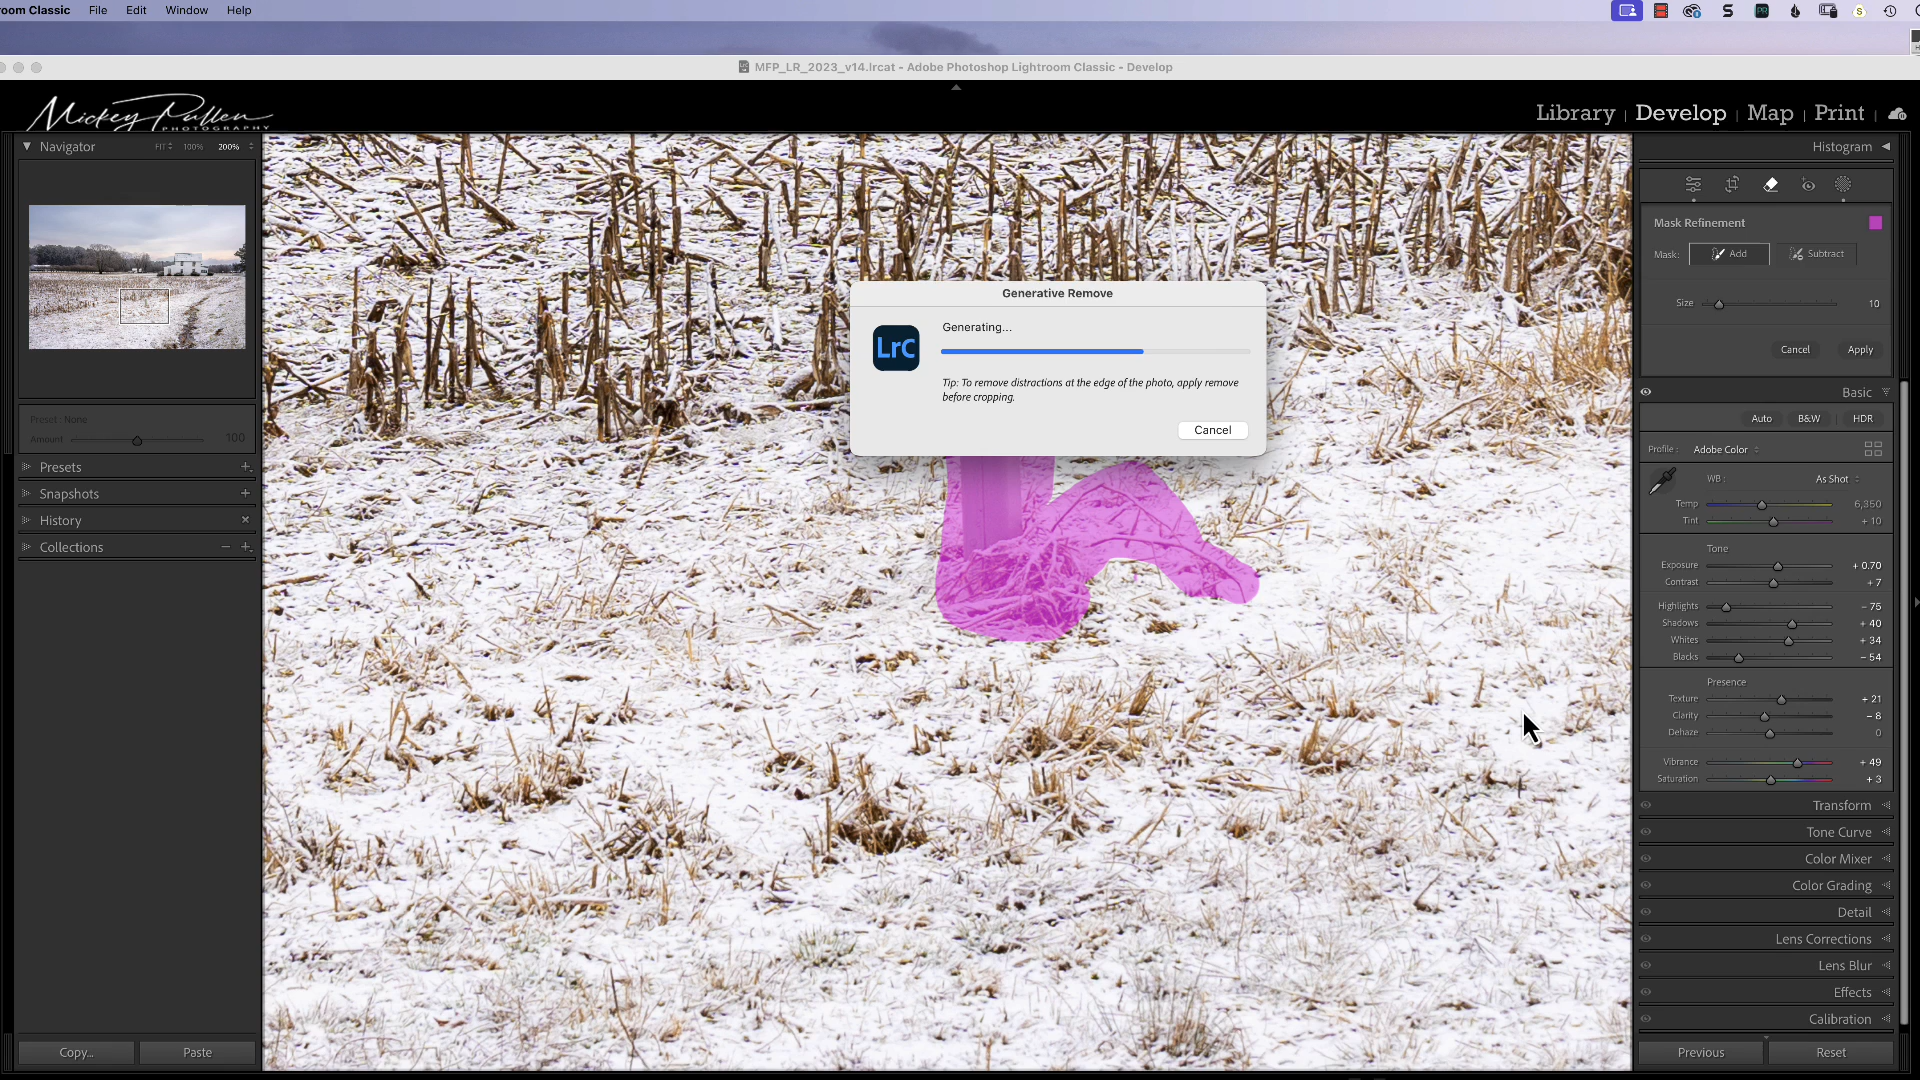 room Classic File Edit Window Help
MFP_LR_2023_v14.lrcat - Adobe Photoshop Lightroom Classic - Develop
Mickey Pullen
PHOTOGRAPHY
Library | Develop | Map | Print |
Navigator FIT 100% 200%
Histogram
Mask Refinement
Mask: Add Subtract
Size 10
Cancel Apply
Generative Remove
Generating...
LrC
Tip: To remove distractions at the edge of the photo, apply remove
before cropping.
Cancel
Preset: None
Amount 100
Presets
Snapshots
History
Collections
Copy... Paste
Basic
Auto B&W HDR
Profile: Adobe Color
WB: As Shot
Temp 6,350
Tint + 10
Tone
Exposure + 0.70
Contrast + 7
Highlights - 75
Shadows + 40
Whites + 34
Blacks - 54
Presence
Texture + 21
Clarity - 8
Dehaze 0
Vibrance + 49
Saturation + 3
Transform
Tone Curve
Color Mixer
Color Grading
Detail
Lens Corrections
Lens Blur
Effects
Calibration
Previous Reset